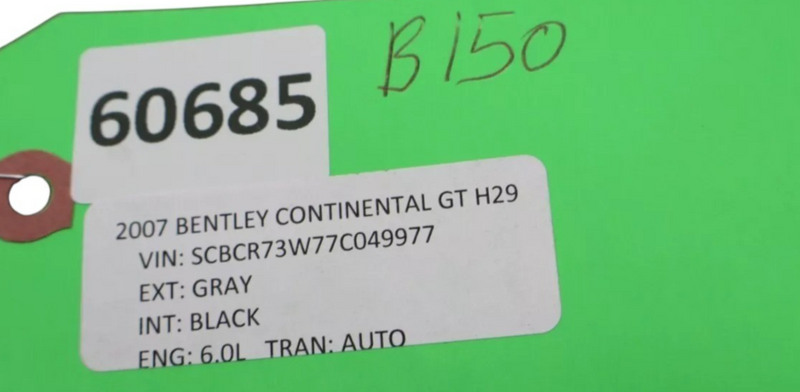 B150
60685
2007 BENTLEY CONTINENTAL GT H29
VIN: SCBCR73W77C049977
EXT: GRAY
INT: BLACK
ENG: 6.0L TRAN: AUTO